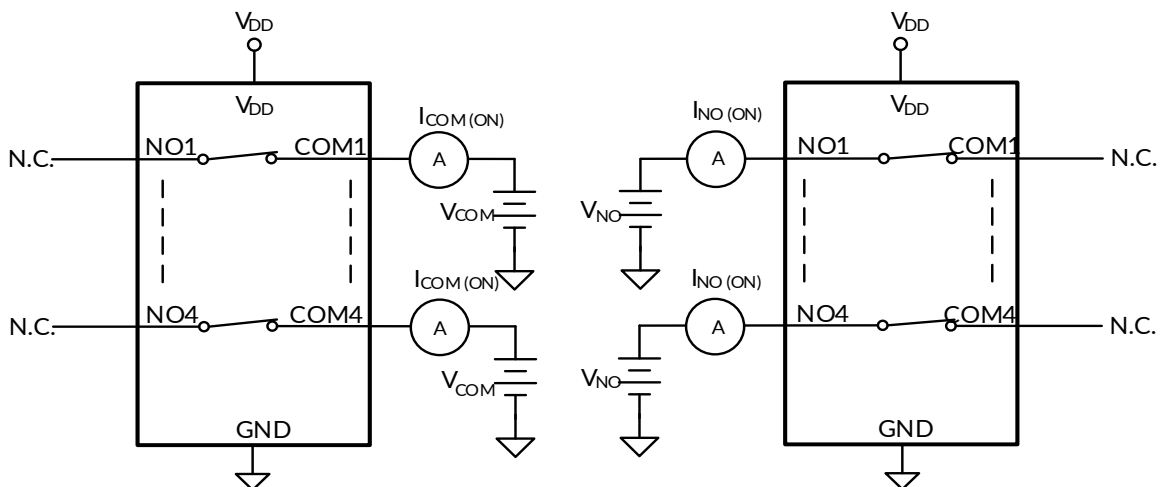 VDD VDD
VDD VDD
ICOM (ON) INO (ON)
N.C. NO1 COM1 A A NO1 COM1 N.C.
VCOM VNO
ICOM (ON) INO (ON)
N.C. NO4 COM4 A A NO4 COM4 N.C.
VCOM VNO
GND GND